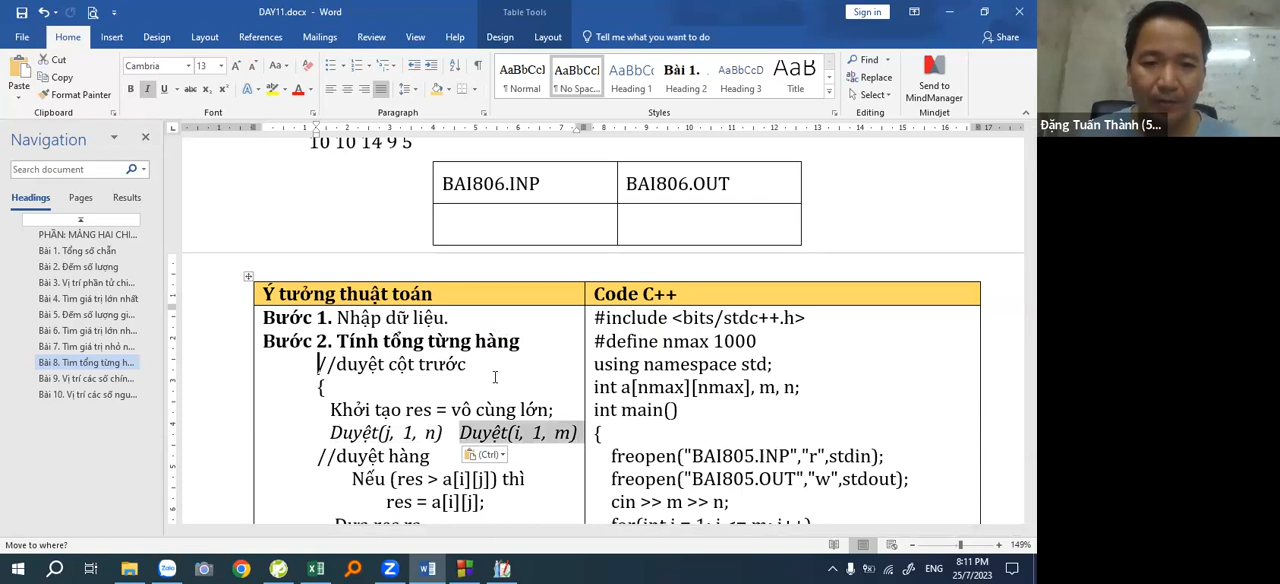 DAY11.docx - Word
Table Tools
Sign in
File
Home
Insert
Design
Layout
References
Mailings
Review
View
Help
Design
Layout
Tell me what you want to do
Share
Paste
Cut
Copy
Format Painter
Clipboard
Cambria
13
Font
Paragraph
AaBbCcl
¶ Normal
AaBbCcl
¶ No Spac...
AaBbCc
Heading 1
Bài 1.
Heading 2
AaBbCcD
Heading 3
AaB
Title
Styles
Find
Replace
Select
Editing
Send to
MindManager
Mindjet
Đặng Tuấn Thành (5...
Navigation
Search document
Headings
Pages
Results
PHẦN: MẢNG HAI CHI...
Bài 1. Tổng số chẵn
Bài 2. Đếm số lượng
Bài 3. Vị trí phần tử chi...
Bài 4. Tìm giá trị lớn nhất
Bài 5. Đếm số lượng gi...
Bài 6. Tìm giá trị lớn nh...
Bài 7. Tìm giá trị nhỏ n...
Bài 8. Tìm tổng từng h...
Bài 9. Vị trí các số chín...
Bài 10. Vị trí các số ngu...
10 10 14 9 5
BAI806.INP
BAI806.OUT
Ý tưởng thuật toán
Code C++
Bước 1. Nhập dữ liệu.
Bước 2. Tính tổng từng hàng
//duyệt cột trước
{
Khởi tạo res = vô cùng lớn;
Duyệt(j, 1, n) Duyệt(i, 1, m)
//duyệt hàng
Nếu (res > a[i][j]) thì
res = a[i][j];
#include <bits/stdc++.h>
#define nmax 1000
using namespace std;
int a[nmax][nmax], m, n;
int main()
{
freopen("BAI805.INP","r",stdin);
freopen("BAI805.OUT","w",stdout);
cin >> m >> n;
for(int i = 1; i <= m; i++)
(Ctrl)
Move to where?
149%
ENG
8:11 PM
25/7/2023